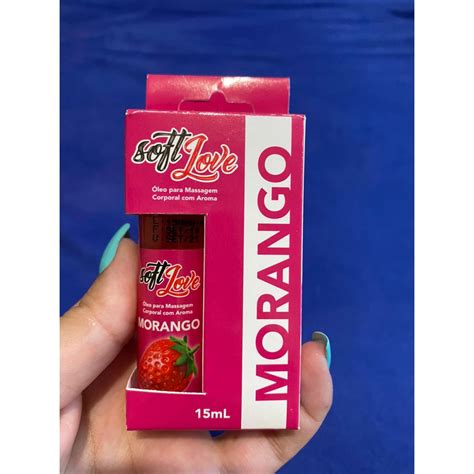 soft Love
Óleo para Massagem
Corporal com Aroma
soft Love
Óleo para Massagem
Corporal com Aroma
MORANGO
15mL
MORANGO